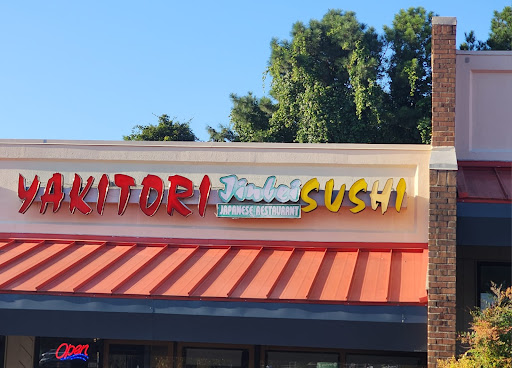 YAKITORI Jinbei SUSHI
JAPANESE RESTAURANT
Open